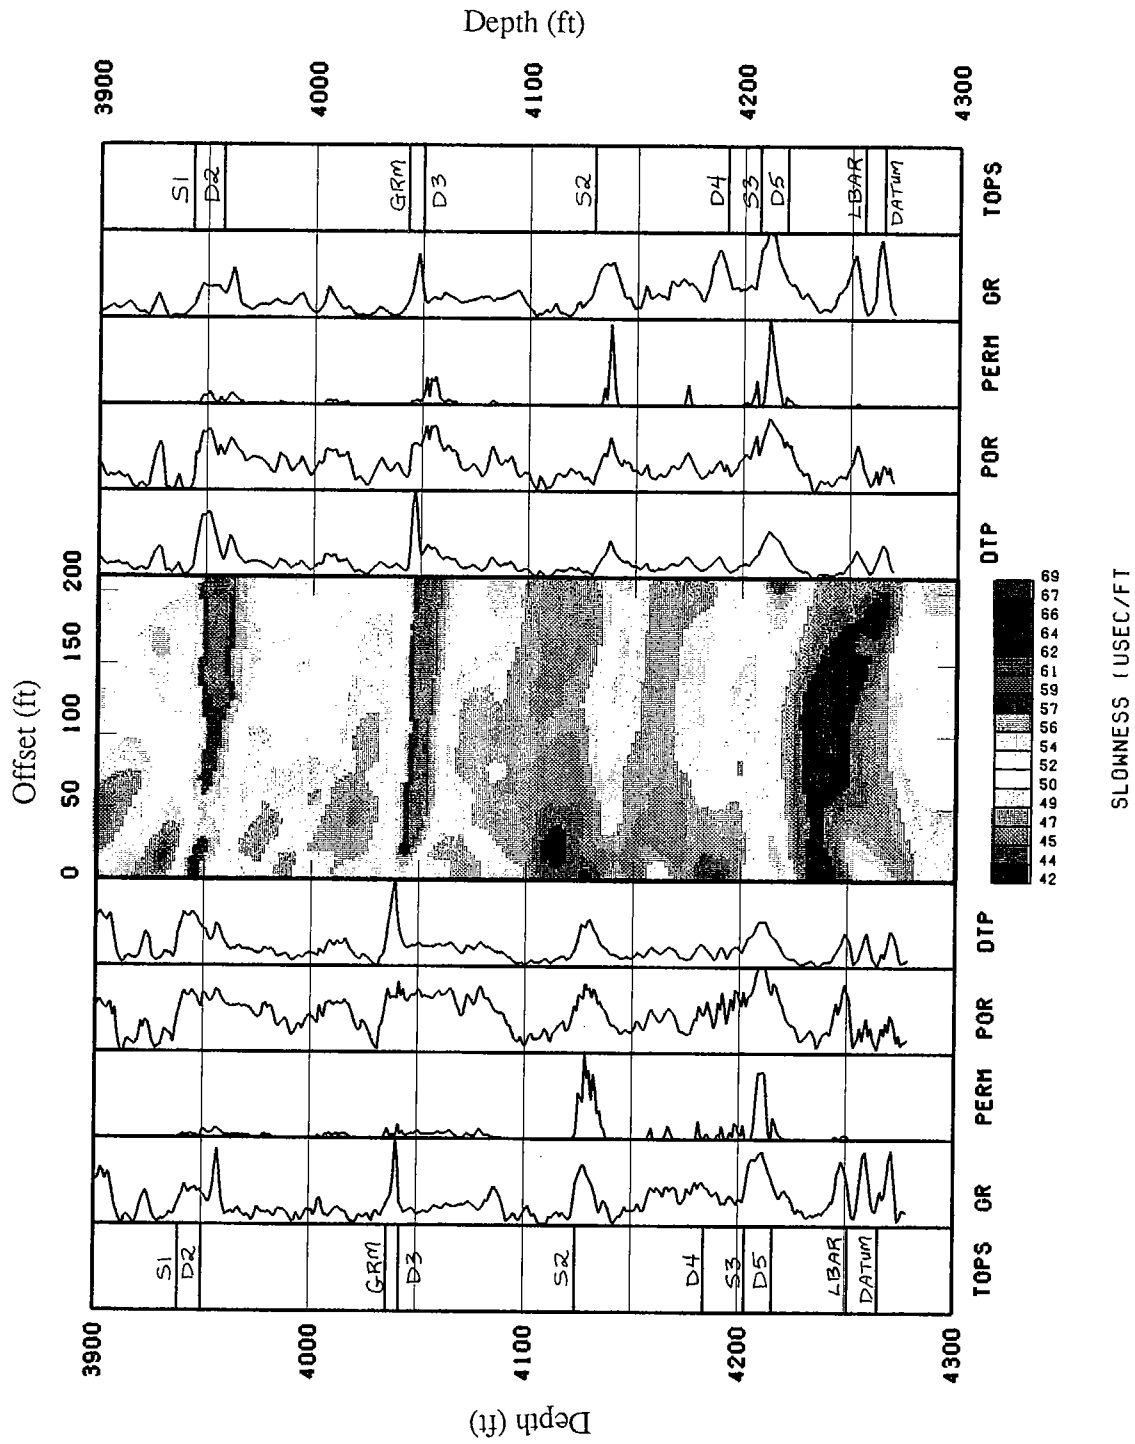 Depth (ft)
3900
4000
4100
4200
4300
S1
D2
GRM
D3
S2
D4
S3
D5
LBAR
DATUM
TOPS
GR
PERM
POR
DTP
Offset (ft)
200
150
100
50
0
69
67
66
64
62
61
59
57
56
54
52
50
49
47
45
44
42
SLOWNESS (USEC/FT
DTP
POR
PERM
GR
S1
D2
GRM
D3
S2
D4
S3
D5
LBAR
DATUM
TOPS
3900
4000
4100
4200
4300
Depth (ft)